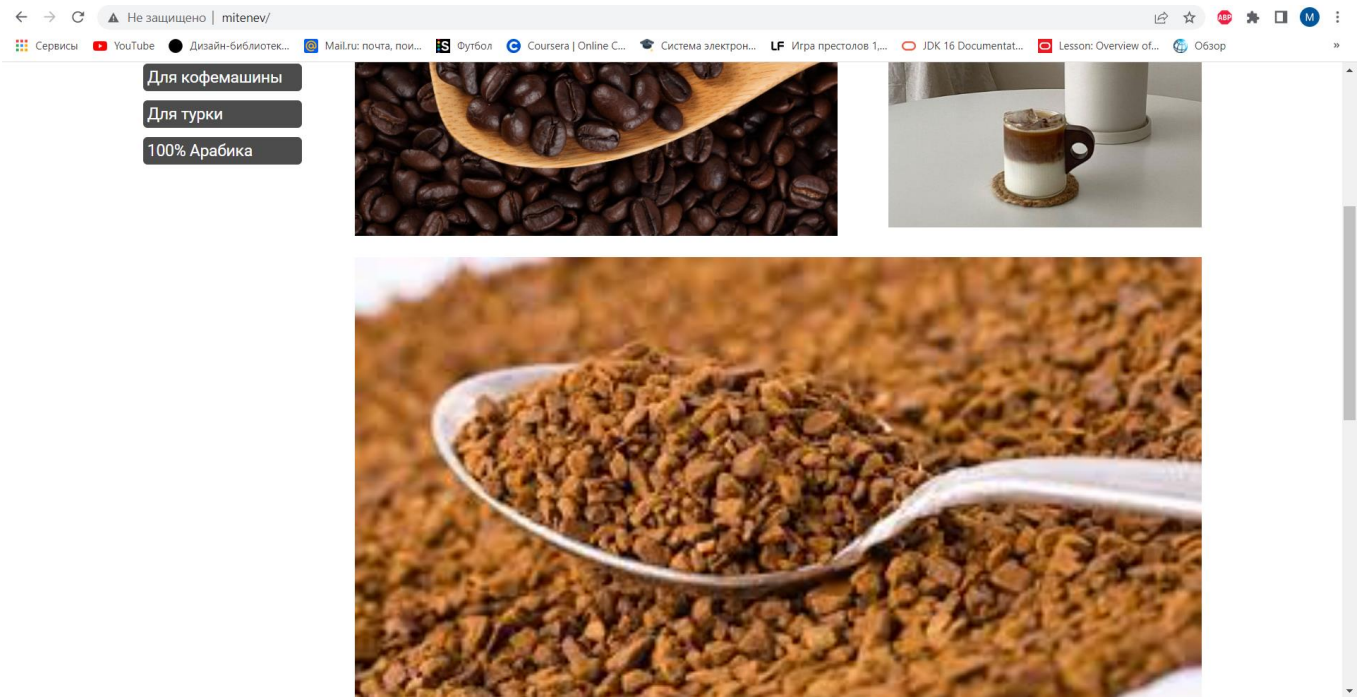 Не защищено | mitenev/
ABP
M
Сервисы YouTube Дизайн-библиотек... @ Mail.ru: почта, пои... S Футбол C Coursera | Online C... Система электрон... LF Игра престолов 1,... JDK 16 Documentat... Lesson: Overview of... Обзор »
Для кофемашины
Для турки
100% Арабика